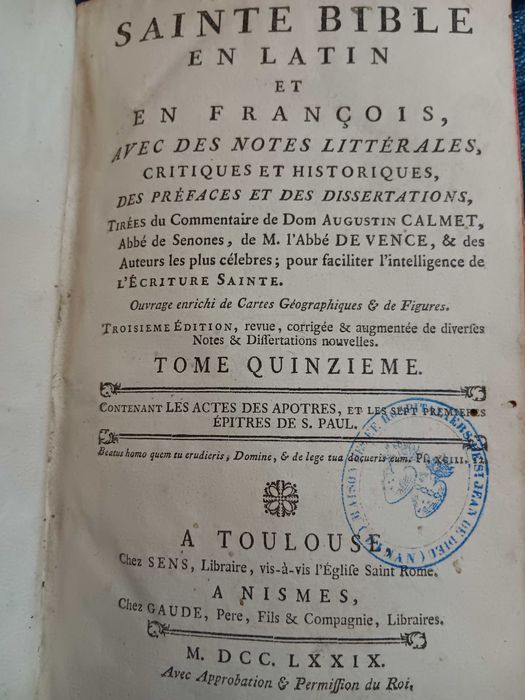 SAINTE BIBLE
EN LATIN
ET
EN FRANÇOIS,
AVEC DES NOTES LITTÉRALES,
CRITIQUES ET HISTORIQUES,
DES PRÉFACES ET DES DISSERTATIONS,
TIRÉES du Commentaire de Dom AUGUSTIN CALMET,
Abbé de Senones, de M. l'Abbé DE VENCE, & des
Auteurs les plus célebres ; pour faciliter l'intelligence de
L'ÉCRITURE SAINTE.
Ouvrage enrichi de Cartes Géographiques & de Figures.
TROISIEME ÉDITION, revue, corrigée & augmentée de diverſes
Notes & Diſſertations nouvelles.
TOME QUINZIEME.
CONTENANT LES ACTES DES APOTRES, ET LES SEPT PREMIERES
ÉPITRES DE S. PAUL.
Beatus homo quem tu erudieris, Domine, & de lege tua docueris eum. Pſ. XCIII.
A TOULOUSE,
Chez SENS, Libraire, vis-à-vis l'Égliſe Saint Rome.
A NISMES,
Chez GAUDE, Pere, Fils & Compagnie, Libraires.
M. DCC. LXXIX.
Avec Approbation & Permiſſion du Roi.
ST JEAN DE DIEU (NANCY)